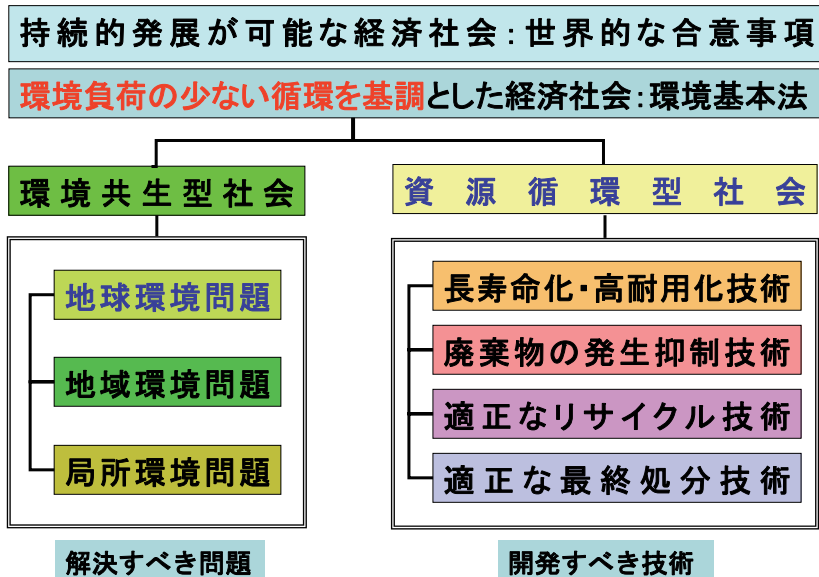 持続的発展が可能な経済社会：世界的な合意事項
環境負荷の少ない循環を基調とした経済社会：環境基本法
環境共生型社会
地球環境問題
地域環境問題
局所環境問題
解決すべき問題
資源循環型社会
長寿命化・高耐用化技術
廃棄物の発生抑制技術
適正なリサイクル技術
適正な最終処分技術
開発すべき技術